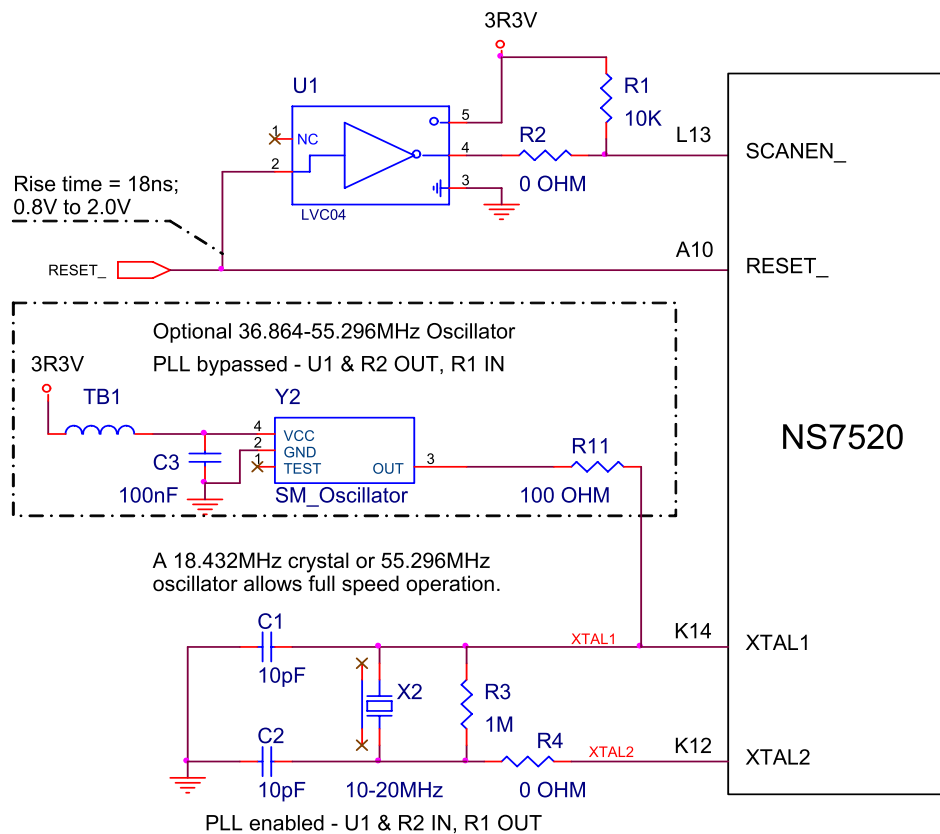 3R3V
U1
R1
10K
1
NC
5
R2
4
L13
SCANEN_
2
3
0 OHM
LVC04
Rise time = 18ns;
0.8V to 2.0V
A10
RESET_
RESET_
Optional 36.864-55.296MHz Oscillator
PLL bypassed - U1 & R2 OUT, R1 IN
3R3V
TB1
Y2
NS7520
4
VCC
2
GND
1
TEST
OUT
3
R11
C3
100nF
SM_Oscillator
100 OHM
A 18.432MHz crystal or 55.296MHz
oscillator allows full speed operation.
C1
XTAL1
K14
XTAL1
10pF
X2
R3
1M
C2
R4
XTAL2
K12
XTAL2
10pF
10-20MHz
0 OHM
PLL enabled - U1 & R2 IN, R1 OUT